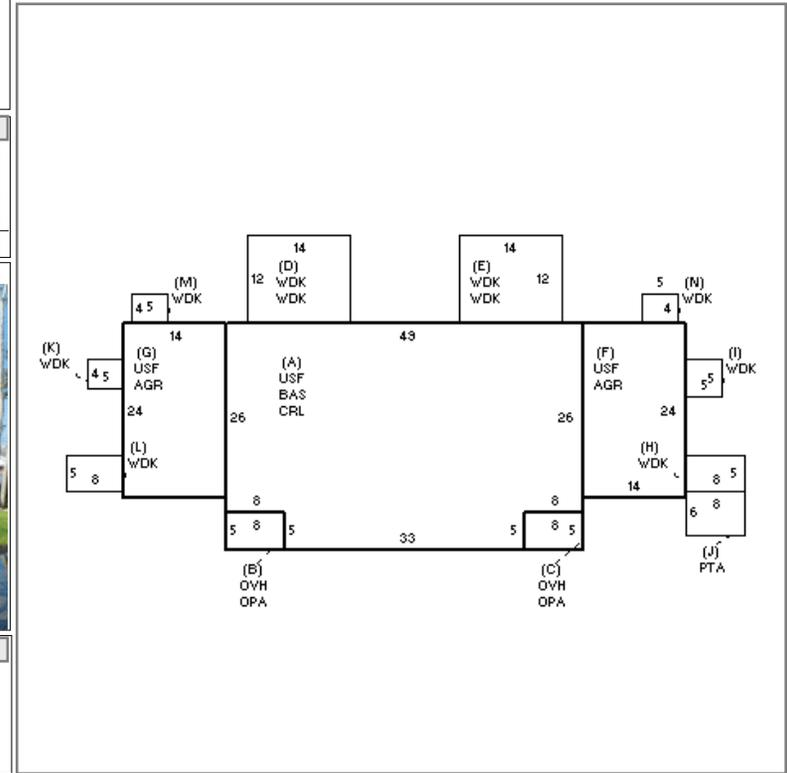 14
(D)
12 WDK
WDK
14
(E)
WDK 12
WDK
(M)
WDK
4 5
5
(N)
WDK
4
14
49
(K)
WDK
4 5
(G)
USF
AGR
(A)
USF
BAS
CRL
(F)
USF
AGR
(I)
WDK
5 5
24
26
26
24
(L)
WDK
(H)
WDK
5 8
8 5
14
8
8
5 8 5
5 8 5
33
6 8
(J)
PTA
(B)
OVH
OPA
(C)
OVH
OPA